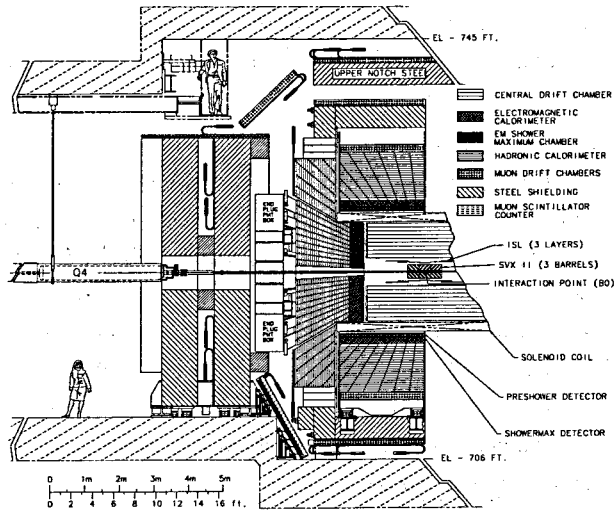 EL - 745 FT.
UPPER NOTCH STEEL
CENTRAL DRIFT CHAMBER
ELECTROMAGNETIC
CALORIMETER
EM SHOWER
MAXIMUM CHAMBER
HADRONIC CALORIMETER
MUON DRIFT CHAMBERS
STEEL SHIELDING
MUON SCINTILLATOR
COUNTER
END
PLUG
PMT
BOX
ISL (3 LAYERS)
Q4
SVX II (3 BARRELS)
INTERACTION POINT (B0)
END
PLUG
PMT
BOX
SOLENOID COIL
PRESHOWER DETECTOR
SHOWERMAX DETECTOR
EL - 706 FT.
0 1m 2m 3m 4m 5m
0 2 4 6 8 10 12 14 16 ft.